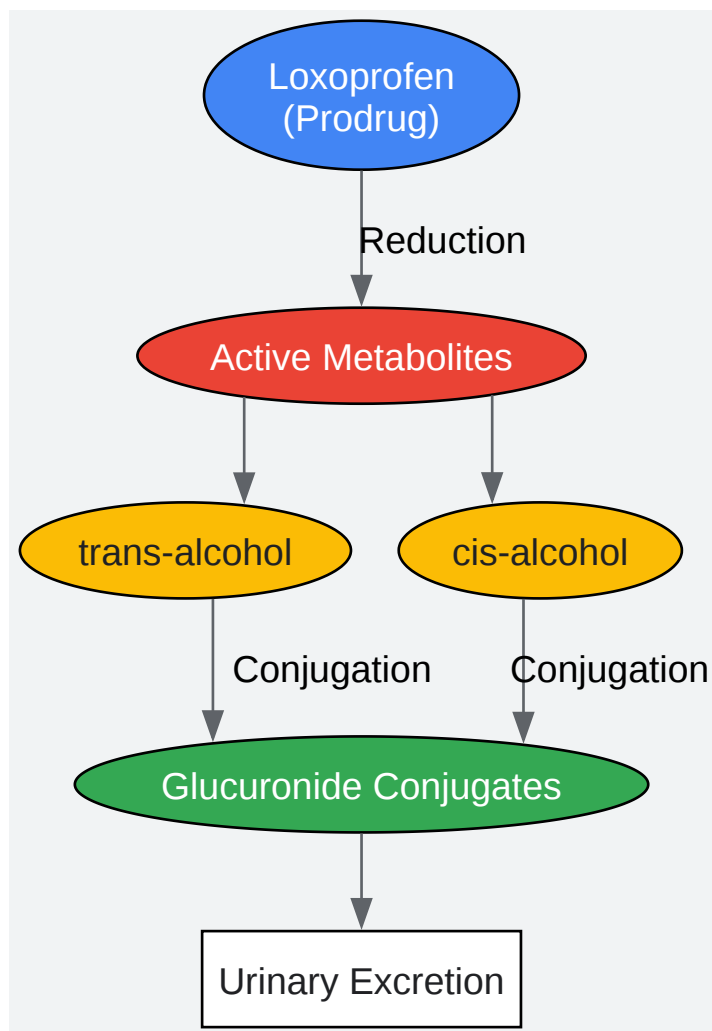 Loxoprofen
(Prodrug)
Reduction
Active Metabolites
trans-alcohol
cis-alcohol
Conjugation
Conjugation
Glucuronide Conjugates
Urinary Excretion